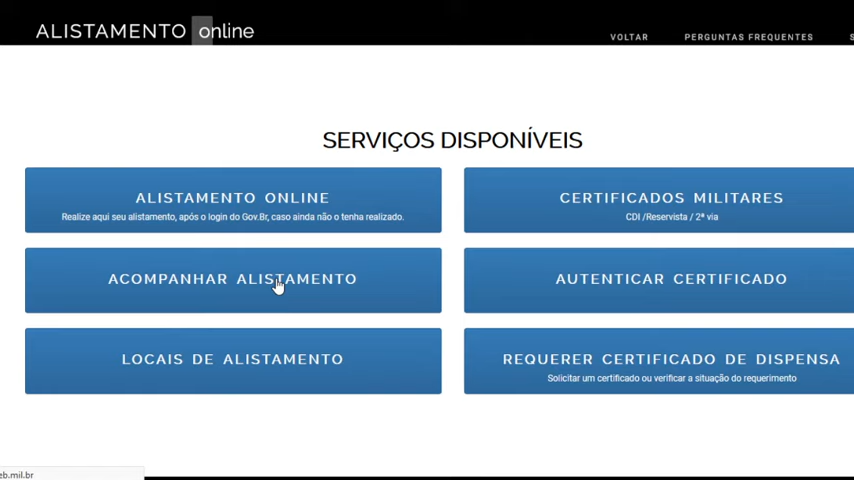 ALISTAMENTO online
VOLTAR
PERGUNTAS FREQUENTES
S
SERVIÇOS DISPONÍVEIS
ALISTAMENTO ONLINE
Realize aqui seu alistamento, após o login do Gov.Br, caso ainda não o tenha realizado.
CERTIFICADOS MILITARES
CDI /Reservista / 2ª via
ACOMPANHAR ALISTAMENTO
AUTENTICAR CERTIFICADO
LOCAIS DE ALISTAMENTO
REQUERER CERTIFICADO DE DISPENSA
Solicitar um certificado ou verificar a situação do requerimento
eb.mil.br